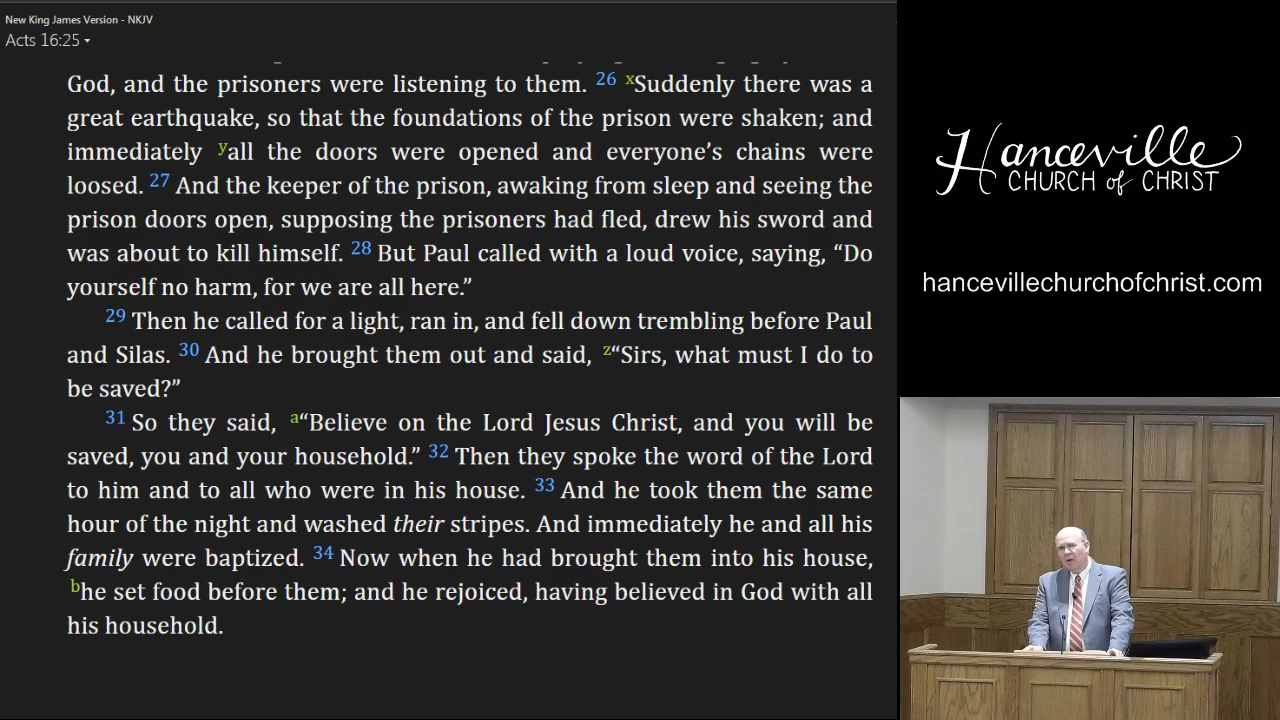 New King James Version - NKJV
Acts 16:25
God, and the prisoners were listening to them. 26 xSuddenly there was a
great earthquake, so that the foundations of the prison were shaken; and
immediately yall the doors were opened and everyone’s chains were
loosed. 27 And the keeper of the prison, awaking from sleep and seeing the
prison doors open, supposing the prisoners had fled, drew his sword and
was about to kill himself. 28 But Paul called with a loud voice, saying, “Do
yourself no harm, for we are all here.”
29 Then he called for a light, ran in, and fell down trembling before Paul
and Silas. 30 And he brought them out and said, z“Sirs, what must I do to
be saved?”
31 So they said, a“Believe on the Lord Jesus Christ, and you will be
saved, you and your household.” 32 Then they spoke the word of the Lord
to him and to all who were in his house. 33 And he took them the same
hour of the night and washed their stripes. And immediately he and all his
family were baptized. 34 Now when he had brought them into his house,
bhe set food before them; and he rejoiced, having believed in God with all
his household.
Hanceville
CHURCH of CHRIST
hancevillechurchofchrist.com